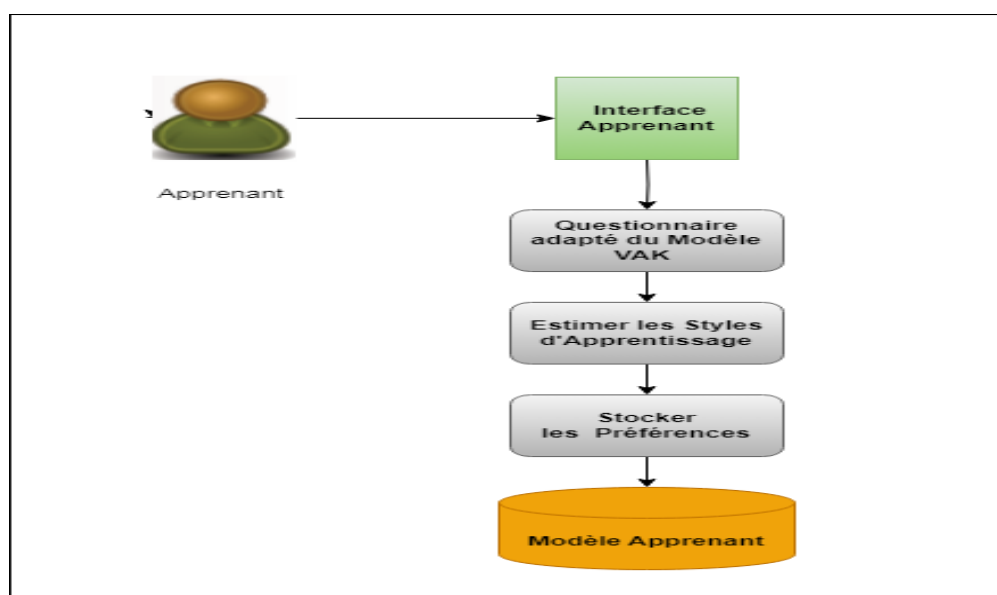 Interface
Apprenant
Apprenant
Questionnaire
adapté du Modèle
VAK
Estimer les Styles
d'Apprentissage
Stocker
les Préférences
Modèle Apprenant